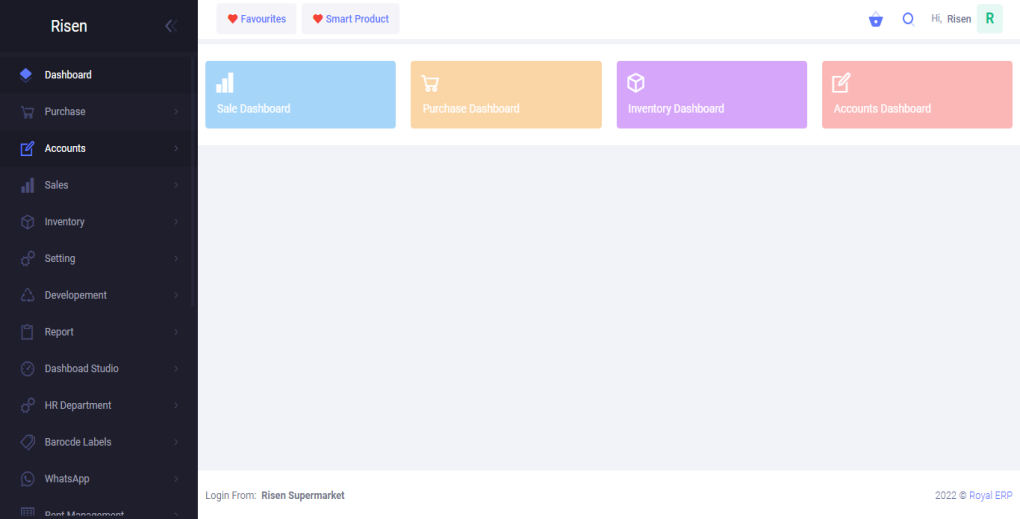 Risen
Favourites
Smart Product
Hi, Risen R
Dashboard
Purchase
Accounts
Sales
Inventory
Setting
Developement
Report
Dashboad Studio
HR Department
Barocde Labels
WhatsApp
Rent Management
Sale Dashboard
Purchase Dashboard
Inventory Dashboard
Accounts Dashboard
Login From: Risen Supermarket
2022 © Royal ERP